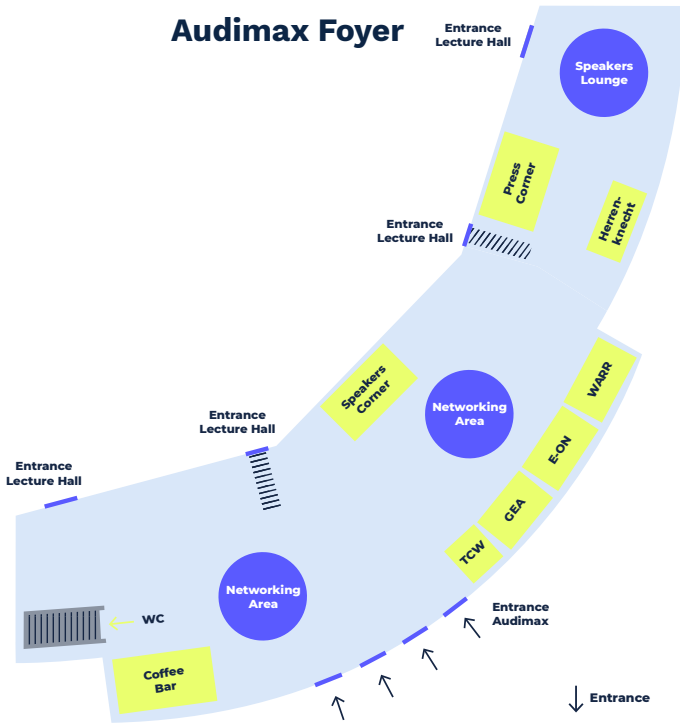 Audimax Foyer
Entrance
Lecture Hall
Speakers
Lounge
Press
Corner
Herren-
knecht
Entrance
Lecture Hall
Speakers
Corner
WARR
Networking
Area
Entrance
Lecture Hall
E-ON
Entrance
Lecture Hall
GEA
TCW
Networking
Area
WC
Entrance
Audimax
Coffee
Bar
Entrance